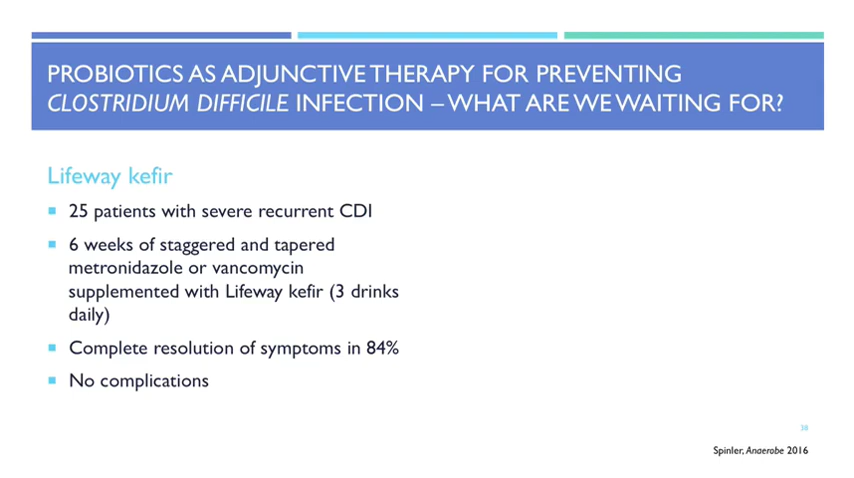 PROBIOTICS AS ADJUNCTIVE THERAPY FOR PREVENTING
CLOSTRIDIUM DIFFICILE INFECTION – WHAT ARE WE WAITING FOR?
Lifeway kefir
25 patients with severe recurrent CDI
6 weeks of staggered and tapered
metronidazole or vancomycin
supplemented with Lifeway kefir (3 drinks
daily)
Complete resolution of symptoms in 84%
No complications
38
Spinler, Anaerobe 2016